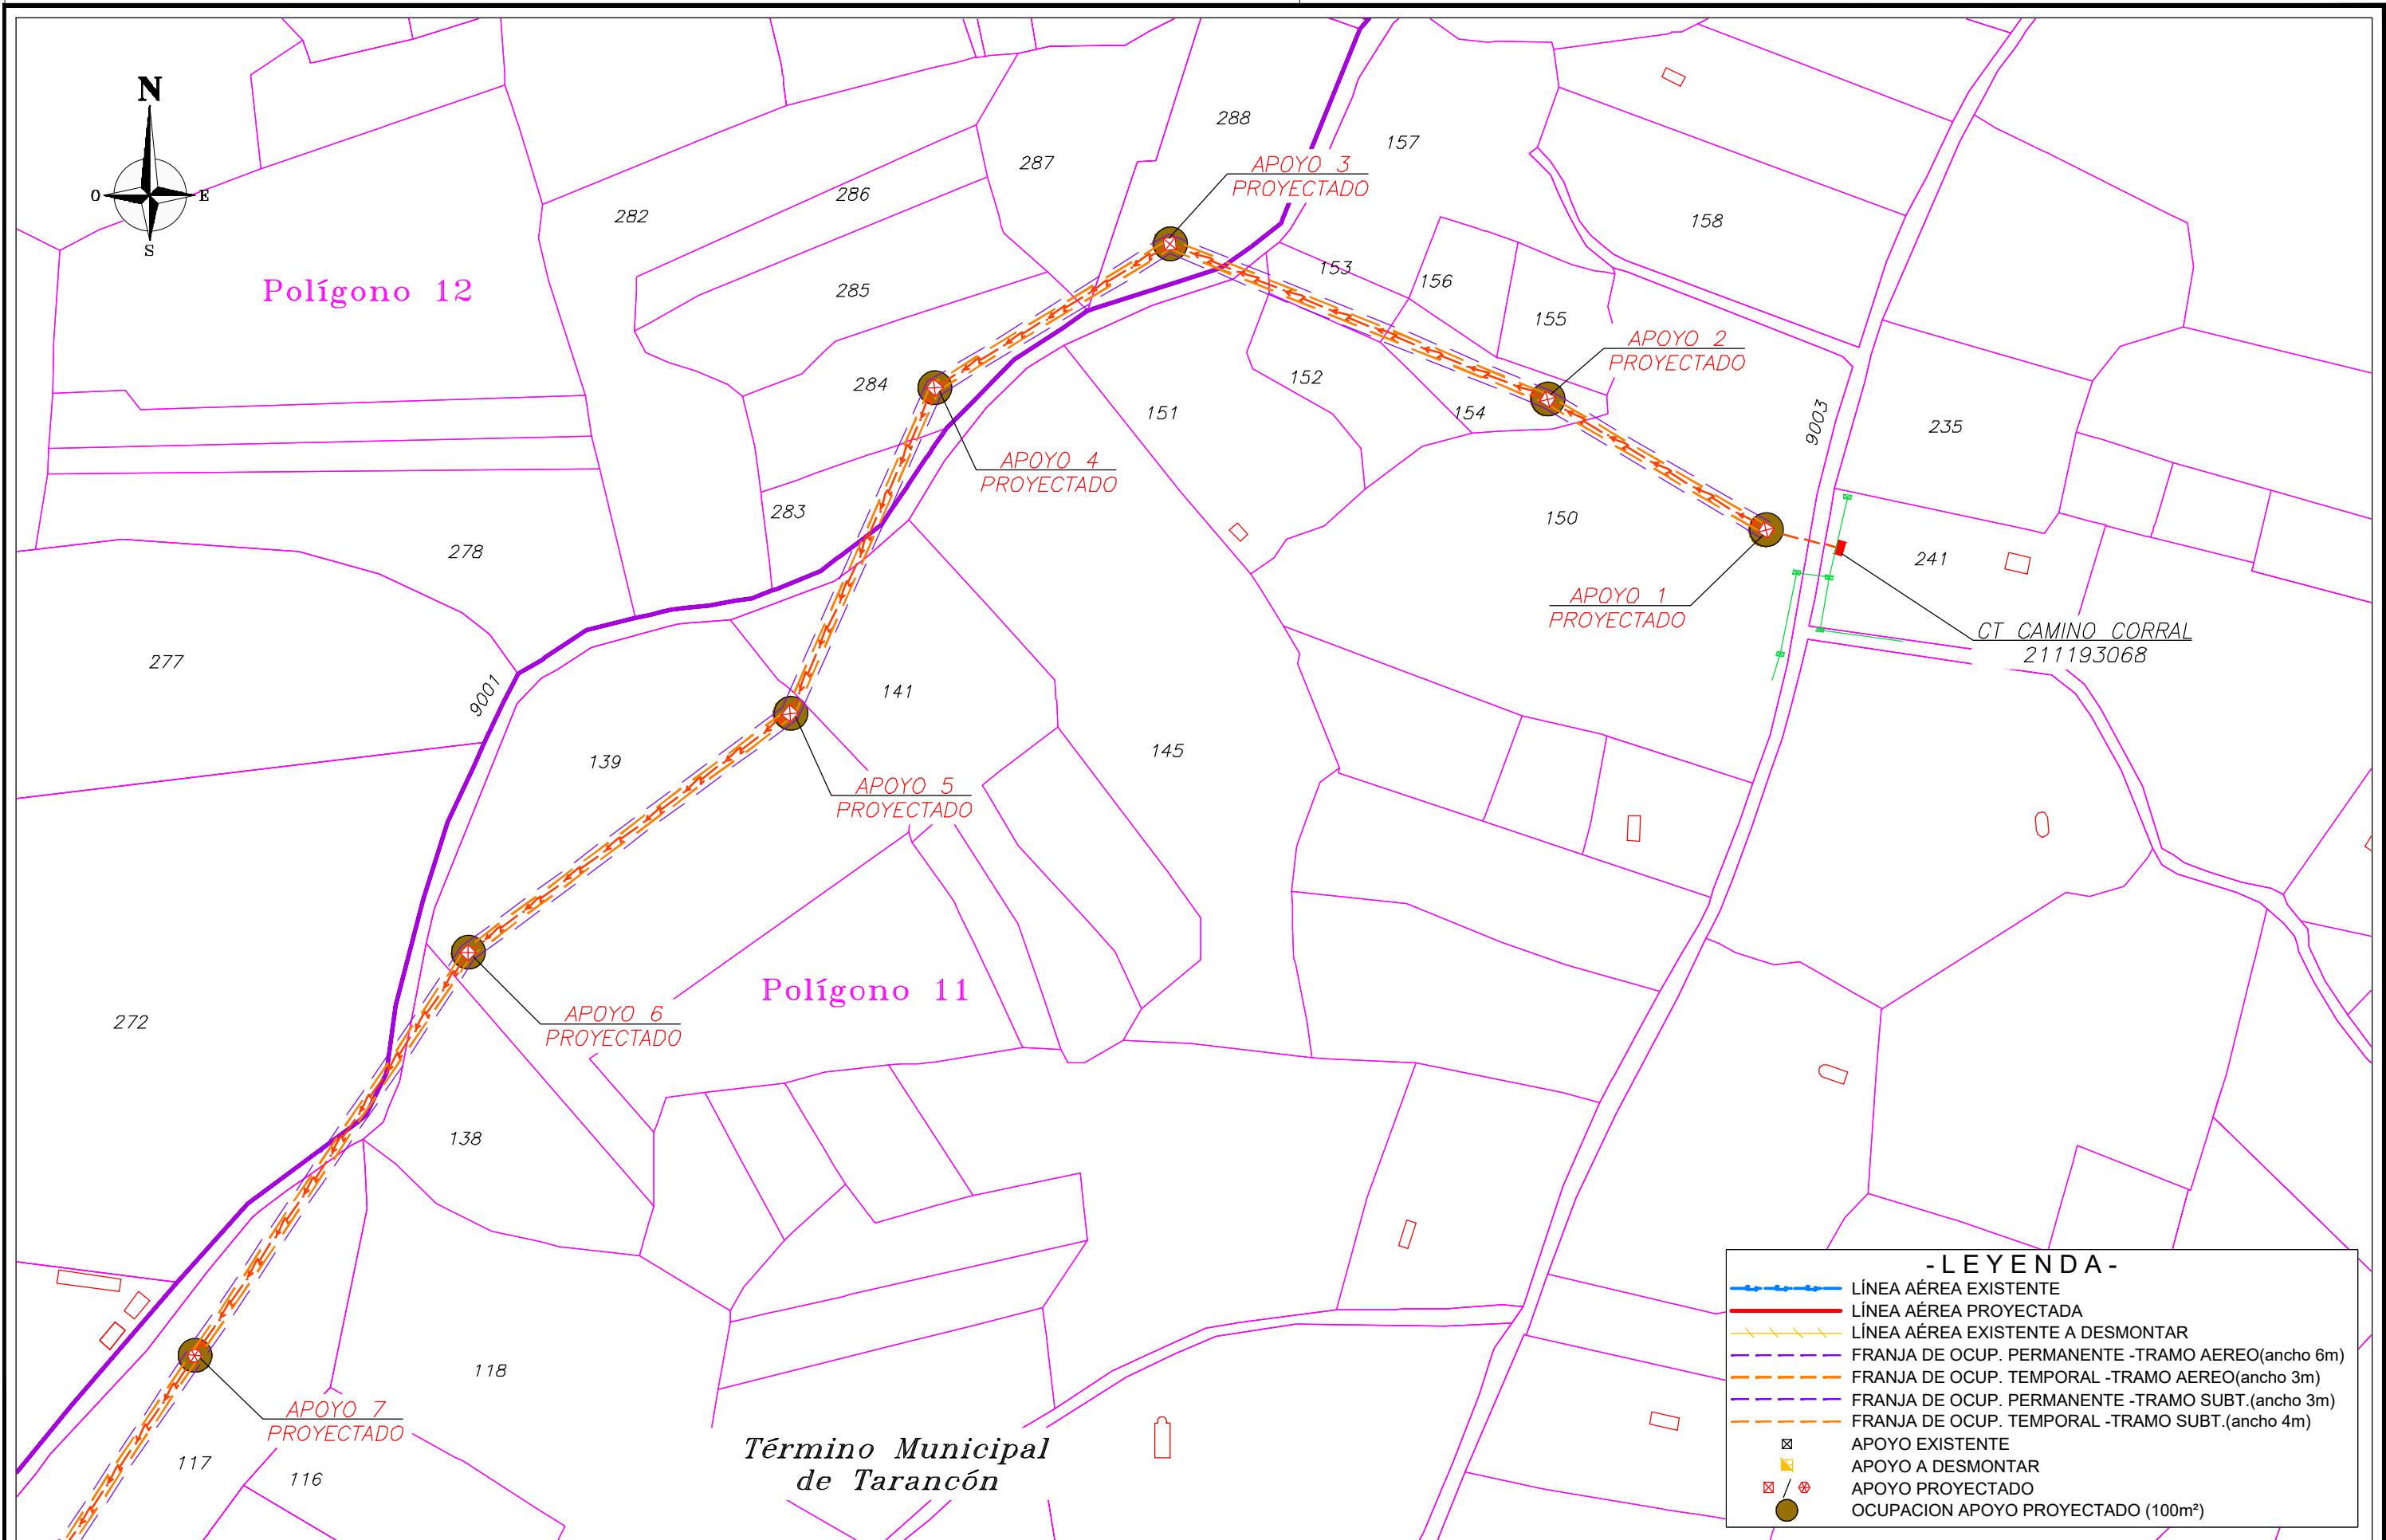 N
O
E
S
Polígono 12
288
157
287
APOYO 3
PROYECTADO
286
282
158
285
153
156
155
APOYO 2
PROYECTADO
284
152
151
154
9003
235
APOYO 4
PROYECTADO
283
150
278
241
APOYO 1
PROYECTADO
CT CAMINO CORRAL
211193068
277
9001
141
145
139
APOYO 5
PROYECTADO
Polígono 11
272
APOYO 6
PROYECTADO
138
118
APOYO 7
PROYECTADO
117
116
Término Municipal
de Tarancón
-LEYENDA-
LÍNEA AÉREA EXISTENTE
LÍNEA AÉREA PROYECTADA
LÍNEA AÉREA EXISTENTE A DESMONTAR
FRANJA DE OCUP. PERMANENTE -TRAMO AEREO(ancho 6m)
FRANJA DE OCUP. TEMPORAL -TRAMO AEREO(ancho 3m)
FRANJA DE OCUP. PERMANENTE -TRAMO SUBT.(ancho 3m)
FRANJA DE OCUP. TEMPORAL -TRAMO SUBT.(ancho 4m)
APOYO EXISTENTE
APOYO A DESMONTAR
/ APOYO PROYECTADO
OCUPACION APOYO PROYECTADO (100m²)